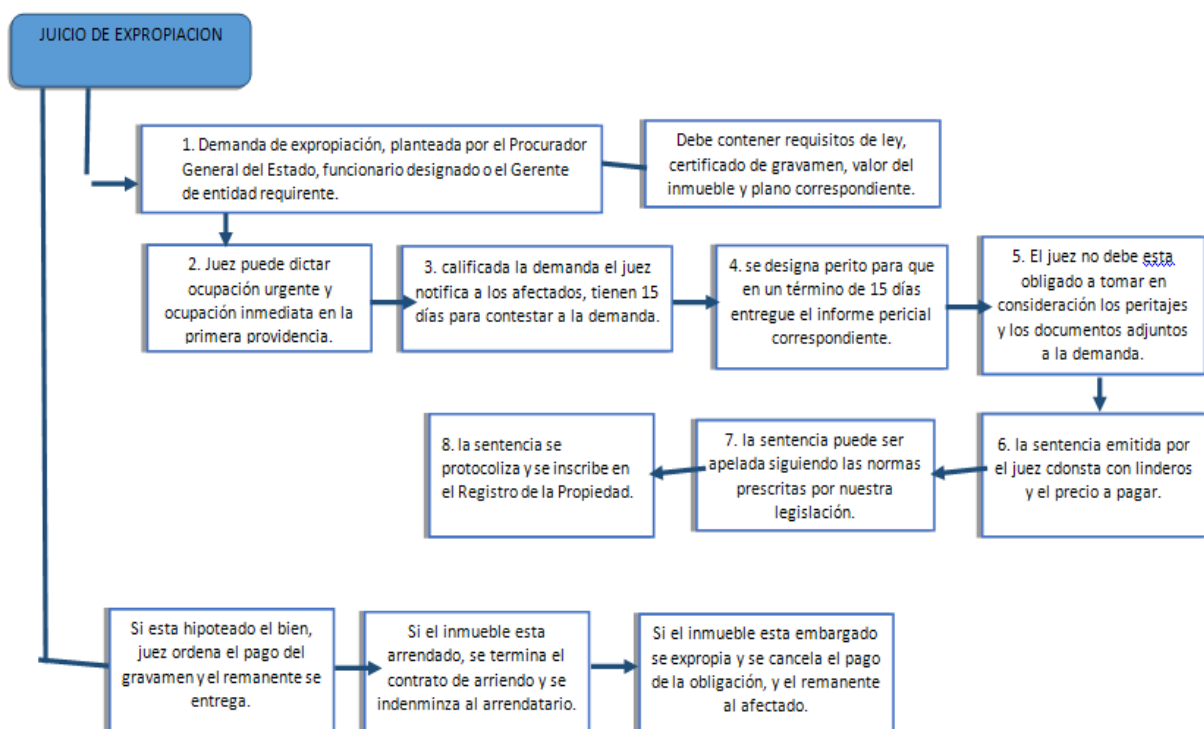 JUICIO DE EXPROPIACION
1. Demanda de expropiación, planteada por el Procurador
General del Estado, funcionario designado o el Gerente
de entidad requirente.
Debe contener requisitos de ley,
certificado de gravamen, valor del
inmueble y plano correspondiente.
2. Juez puede dictar
ocupación urgente y
ocupación inmediata en la
primera providencia.
3. calificada la demanda el juez
notifica a los afectados, tienen 15
días para contestar a la demanda.
4. se designa perito para que
en un término de 15 días
entregue el informe pericial
correspondiente.
5. El juez no debe esta
obligado a tomar en
consideración los peritajes
y los documentos adjuntos
a la demanda.
6. la sentencia emitida por
el juez cdonsta con linderos
y el precio a pagar.
7. la sentencia puede ser
apelada siguiendo las normas
prescritas por nuestra
legislación.
8. la sentencia se
protocoliza y se inscribe en
el Registro de la Propiedad.
Si esta hipoteado el bien,
juez ordena el pago del
gravamen y el remanente se
entrega.
Si el inmueble esta
arrendado, se termina el
contrato de arriendo y se
indenminza al arrendatario.
Si el inmueble esta embargado
se expropia y se cancela el pago
de la obligación, y el remanente
al afectado.